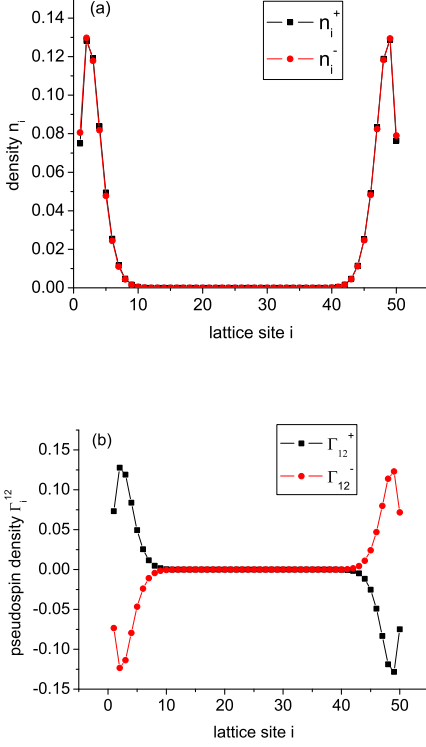 (a)
n_i^+
n_i^-
0.14
0.12
0.10
0.08
0.06
0.04
0.02
0.00
density n_i
0 10 20 30 40 50
lattice site i
(b)
Γ_12^+
Γ_12^-
0.15
0.10
0.05
0.00
-0.05
-0.10
-0.15
pseudospin density Γ_i^12
0 10 20 30 40 50
lattice site i